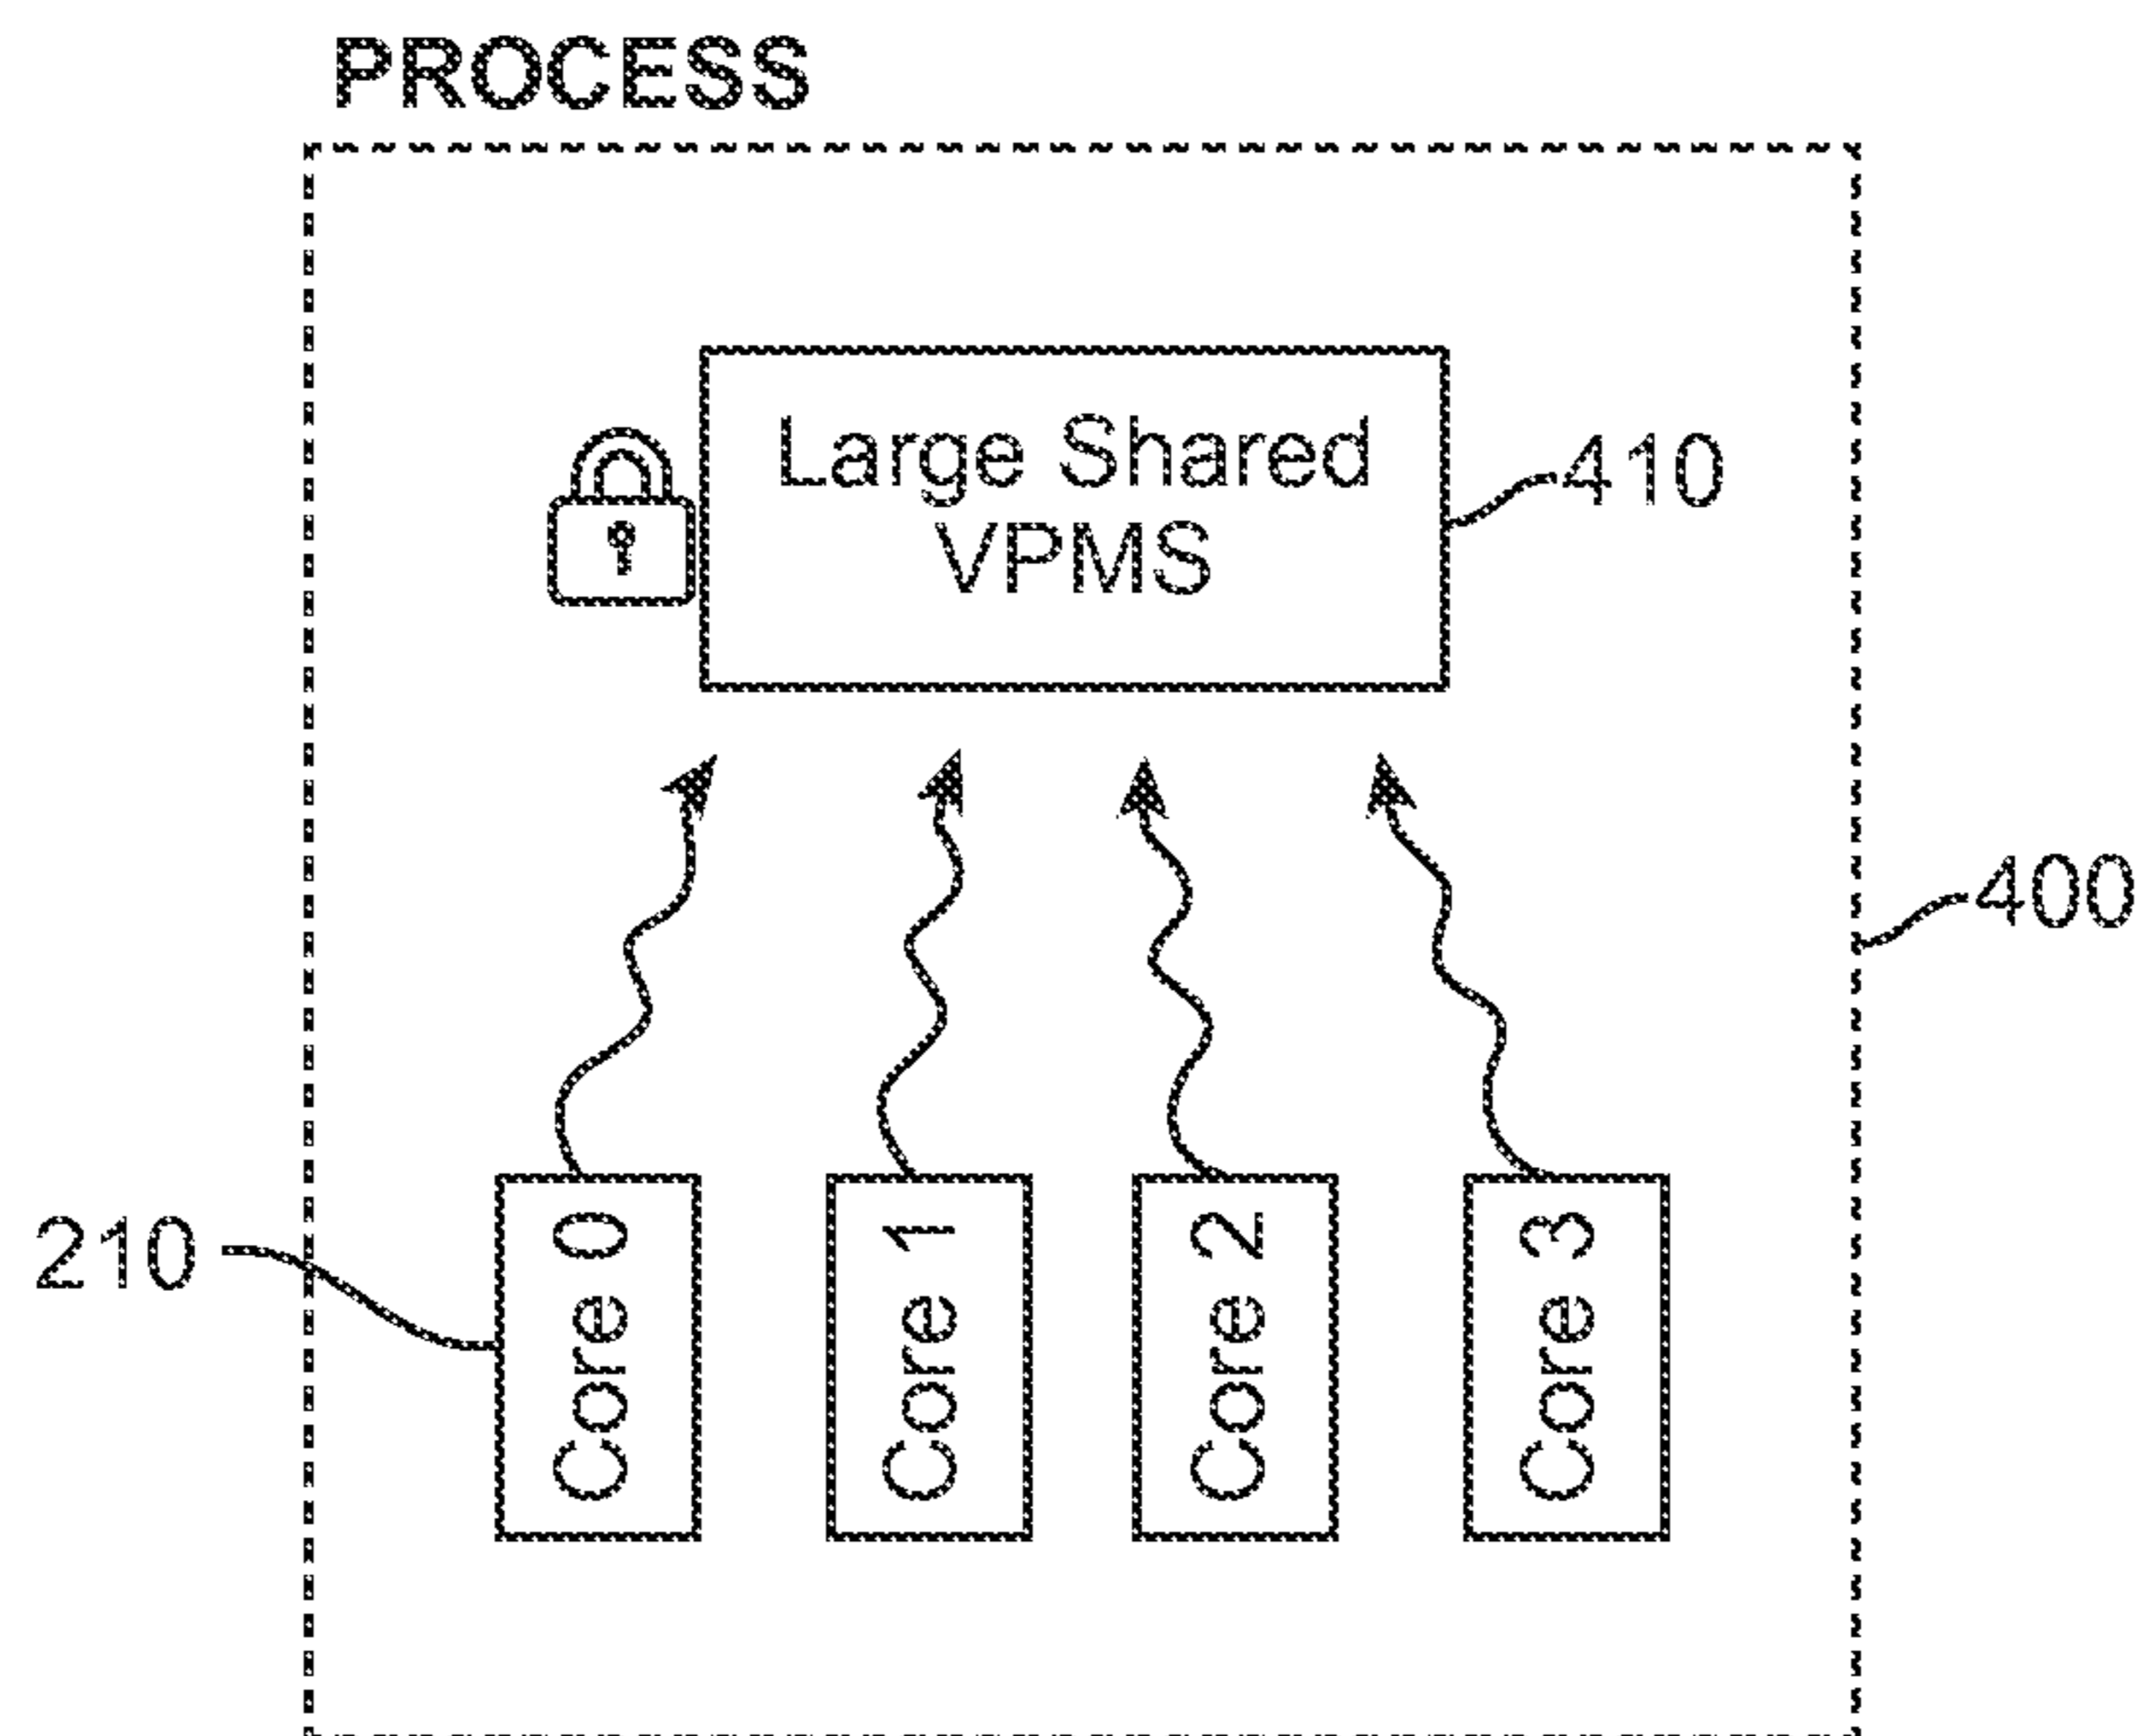 PROCESS
Large Shared
VPMS
410
400
210
Core 0
Core 1
Core 2
Core 3